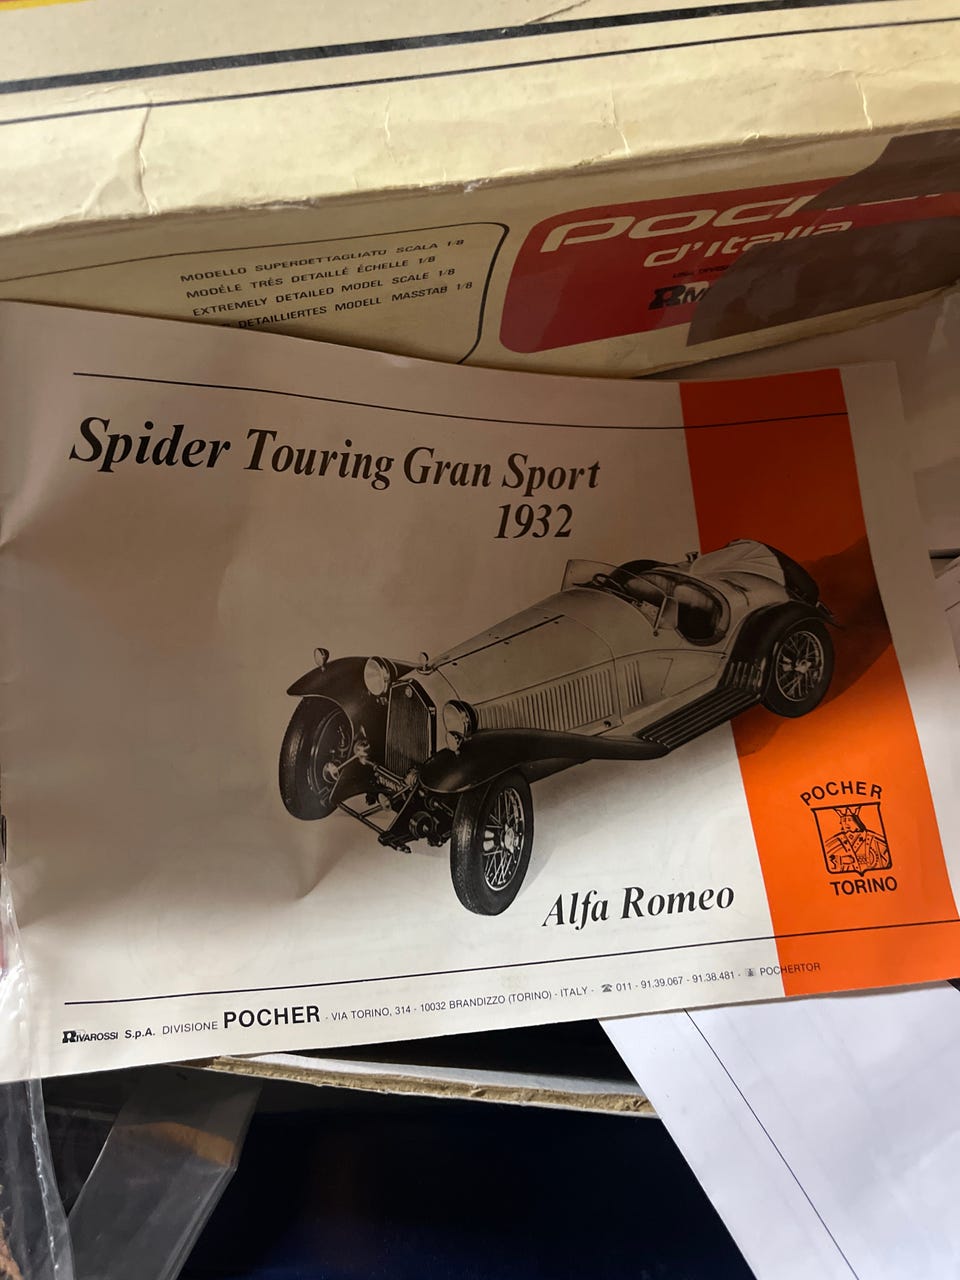 MODELLO SUPERDETTAGLIATO SCALA 1/8
MODÈLE TRÈS DETAILLÉ ÉCHELLE 1/8
EXTREMELY DETAILED MODEL SCALE 1/8
DETAILLIERTES MODELL MASSTAB 1/8
d'Italia
Spider Touring Gran Sport
1932
POCHER
TORINO
Alfa Romeo
RIVAROSSI S.p.A. DIVISIONE POCHER · VIA TORINO, 314 - 10032 BRANDIZZO (TORINO) - ITALY - ☎ 011 - 91.39.067 - 91.38.481 - POCHERTOR